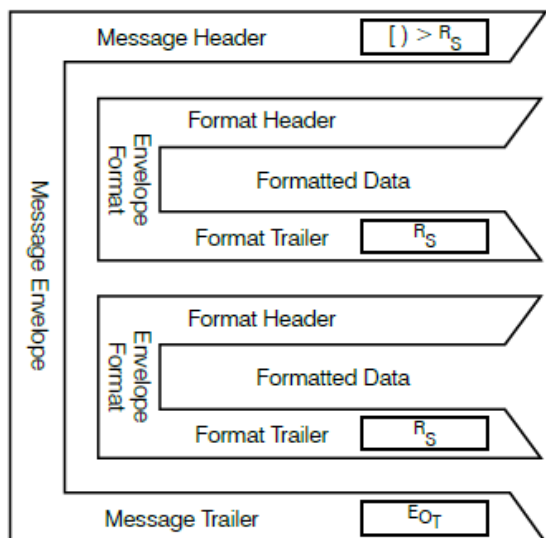 Message Header [ ) > RS
Format Header
Envelope
Format
Formatted Data
Format Trailer RS
Message Envelope
Format Header
Envelope
Format
Formatted Data
Format Trailer RS
Message Trailer EOT